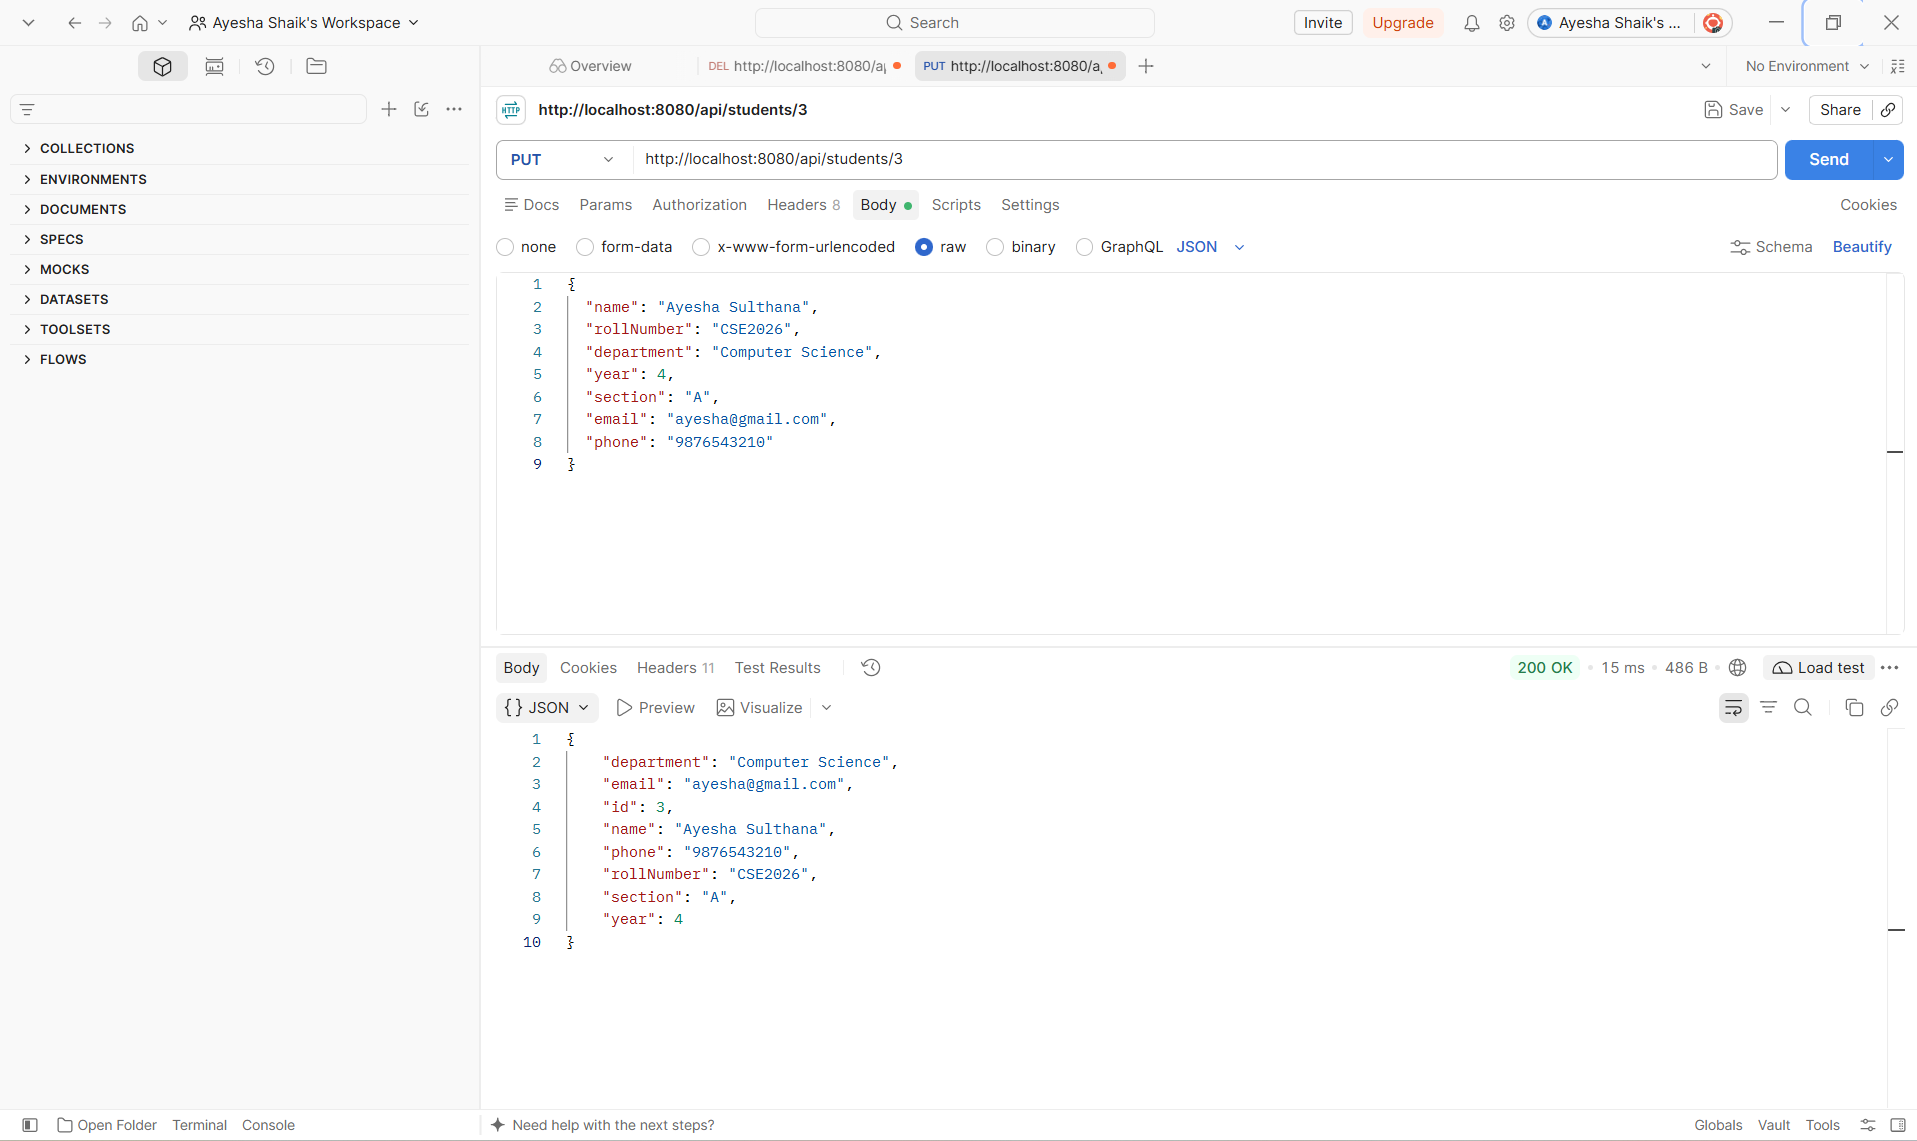 Ayesha Shaik's Workspace
Search
Invite
Upgrade
A Ayesha Shaik's ...
Overview
DEL http://localhost:8080/a
PUT http://localhost:8080/a
No Environment
HTTP http://localhost:8080/api/students/3
Save
Share
COLLECTIONS
ENVIRONMENTS
DOCUMENTS
SPECS
MOCKS
DATASETS
TOOLSETS
FLOWS
PUT http://localhost:8080/api/students/3
Send
Docs Params Authorization Headers 8 Body Scripts Settings
Cookies
none form-data x-www-form-urlencoded raw binary GraphQL JSON
Schema Beautify
1 {
2 "name": "Ayesha Sulthana",
3 "rollNumber": "CSE2026",
4 "department": "Computer Science",
5 "year": 4,
6 "section": "A",
7 "email": "ayesha@gmail.com",
8 "phone": "9876543210"
9 }
Body Cookies Headers 11 Test Results
200 OK • 15 ms • 486 B •
Load test
{} JSON Preview Visualize
1 {
2 "department": "Computer Science",
3 "email": "ayesha@gmail.com",
4 "id": 3,
5 "name": "Ayesha Sulthana",
6 "phone": "9876543210",
7 "rollNumber": "CSE2026",
8 "section": "A",
9 "year": 4
10 }
Open Folder Terminal Console
Need help with the next steps?
Globals Vault Tools